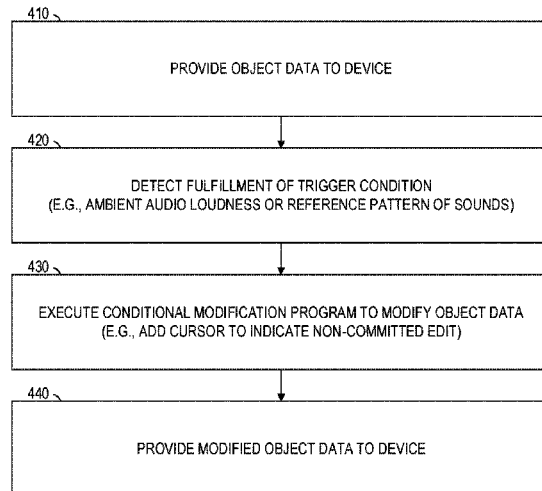 410
PROVIDE OBJECT DATA TO DEVICE
420
DETECT FULFILLMENT OF TRIGGER CONDITION
(E.G., AMBIENT AUDIO LOUDNESS OR REFERENCE PATTERN OF SOUNDS)
430
EXECUTE CONDITIONAL MODIFICATION PROGRAM TO MODIFY OBJECT DATA
(E.G., ADD CURSOR TO INDICATE NON-COMMITTED EDIT)
440
PROVIDE MODIFIED OBJECT DATA TO DEVICE